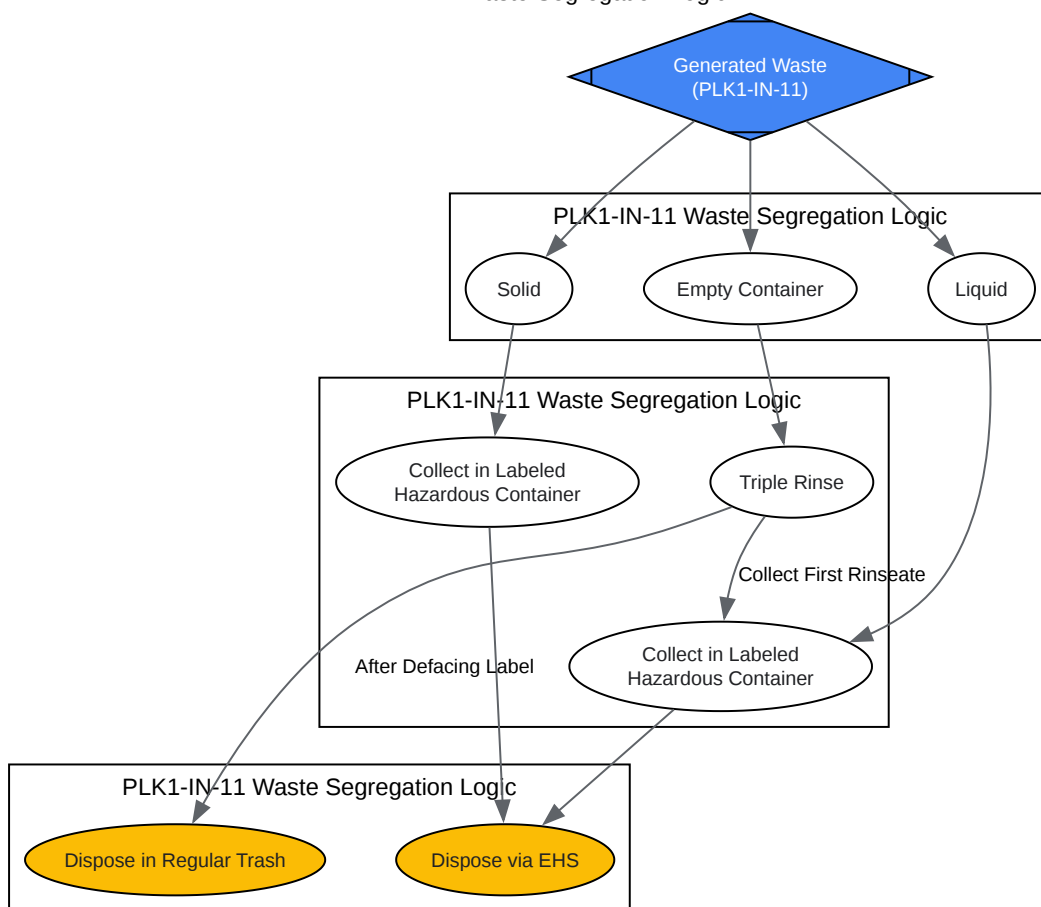 Generated Waste
(PLK1-IN-11)
PLK1-IN-11 Waste Segregation Logic
Solid
Empty Container
Liquid
PLK1-IN-11 Waste Segregation Logic
Collect in Labeled
Hazardous Container
Triple Rinse
Collect First Rinseate
Collect in Labeled
Hazardous Container
After Defacing Label
PLK1-IN-11 Waste Segregation Logic
Dispose in Regular Trash
Dispose via EHS